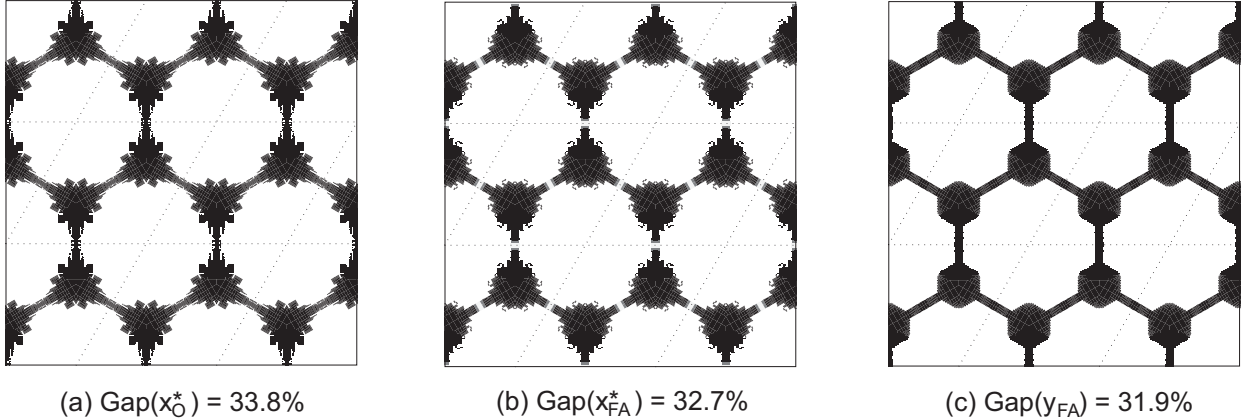 (a) Gap(x*O) = 33.8%
(b) Gap(x*FA) = 32.7%
(c) Gap(yFA) = 31.9%